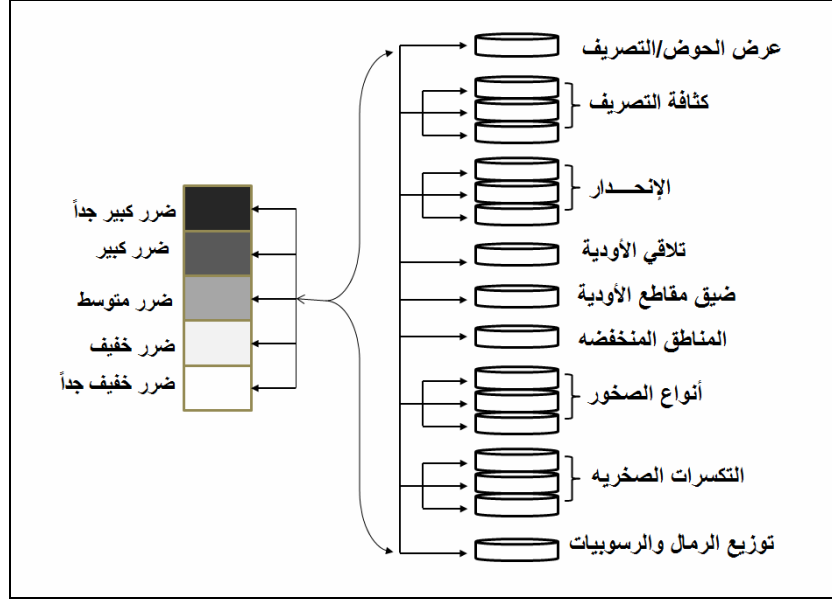 عرض الحوض/التصريف
كثافة التصريف
الإنحـــدار
تلاقي الأودية
ضيق مقاطع الأودية
المناطق المنخفضه
أنواع الصخور
التكسرات الصخريه
توزيع الرمال والرسوبيات
ضرر كبير جداً
ضرر كبير
ضرر متوسط
ضرر خفيف
ضرر خفيف جداً